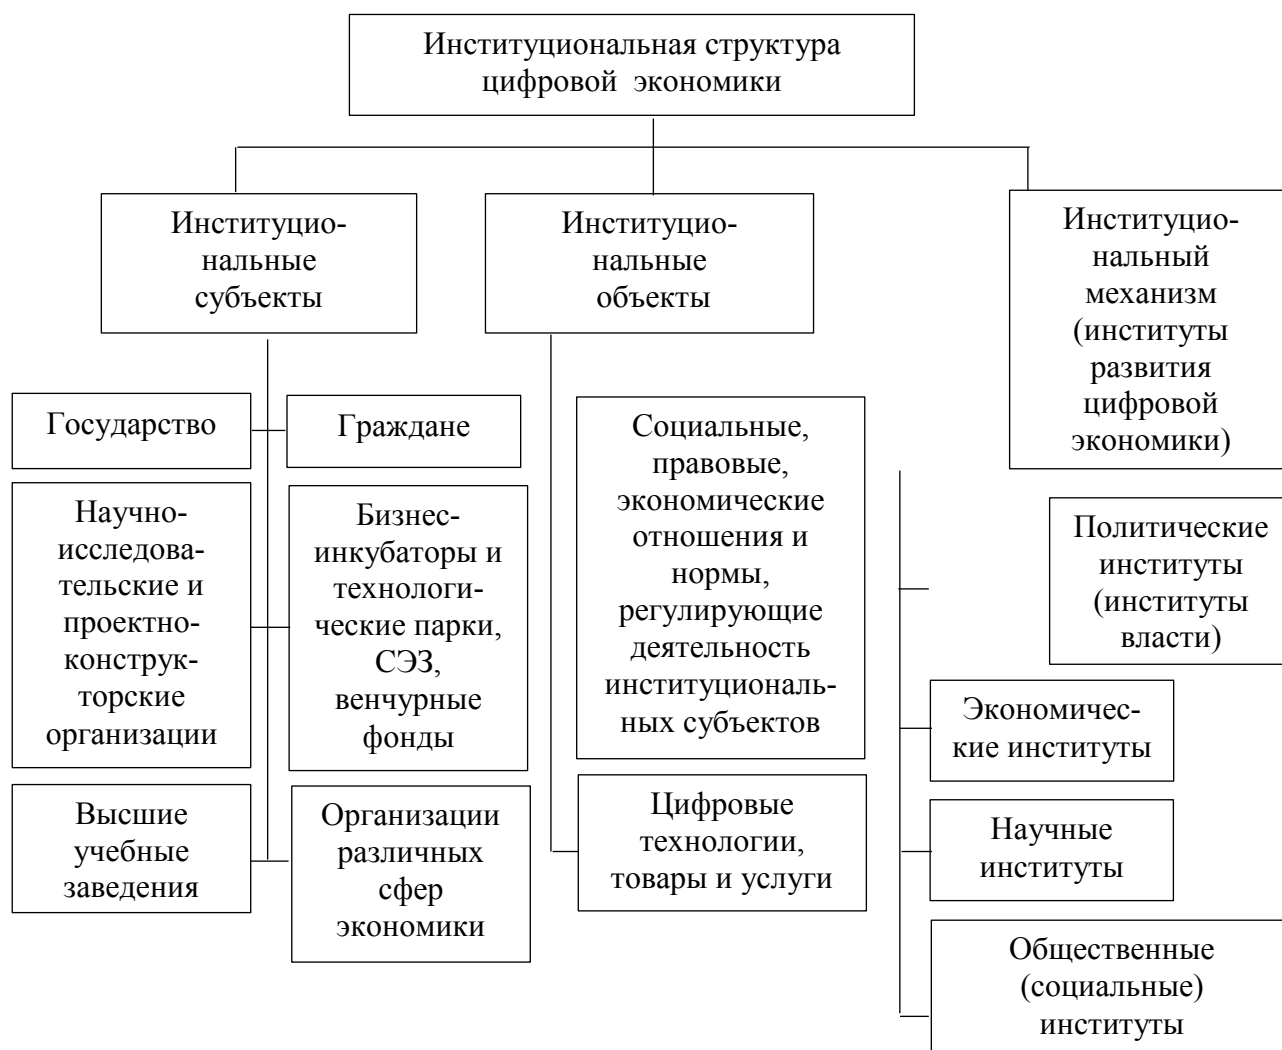 Институциональная структура
цифровой экономики
Институцио-
нальные
субъекты
Институцио-
нальные
объекты
Институцио-
нальный
механизм
(институты
развития
цифровой
экономики)
Государство
Граждане
Научно-
исследова-
тельские и
проектно-
конструк-
торские
организации
Бизнес-
инкубаторы и
технологи-
ческие парки,
СЭЗ,
венчурные
фонды
Высшие
учебные
заведения
Организации
различных
сфер
экономики
Социальные,
правовые,
экономические
отношения и
нормы,
регулирующие
деятельность
институциональ-
ных субъектов
Цифровые
технологии,
товары и услуги
Политические
институты
(институты
власти)
Экономичес-
кие институты
Научные
институты
Общественные
(социальные)
институты